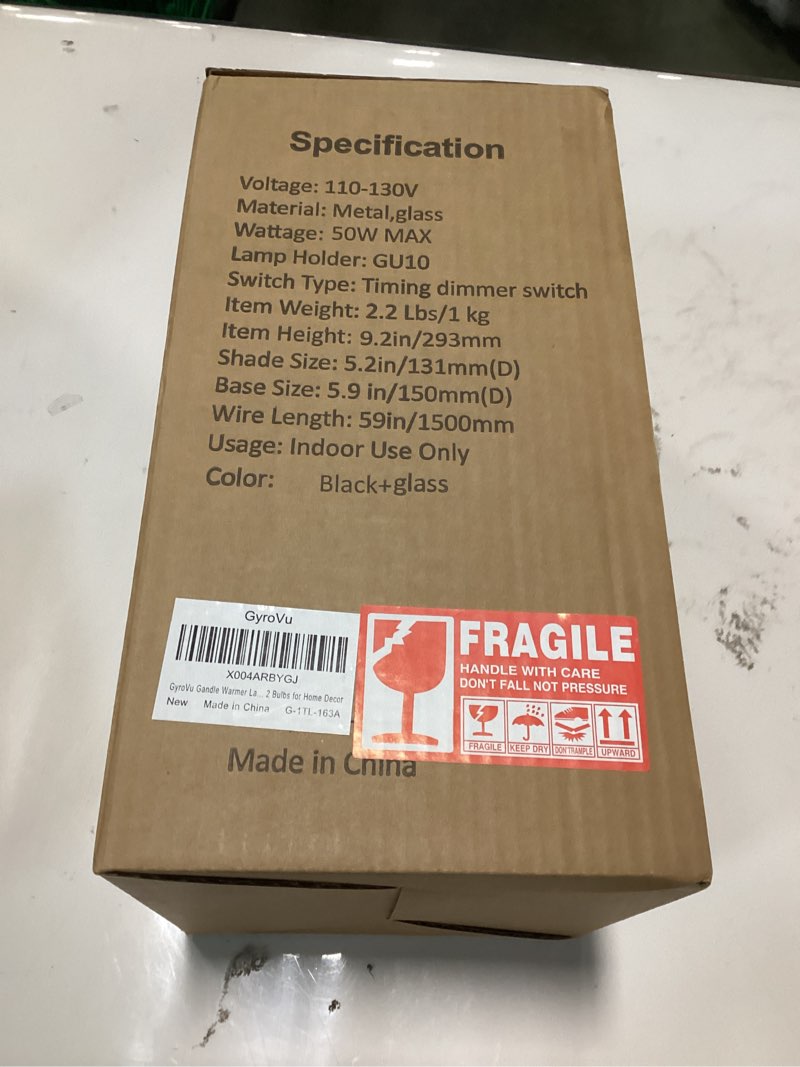 Specification
Voltage: 110-130V
Material: Metal,glass
Wattage: 50W MAX
Lamp Holder: GU10
Switch Type: Timing dimmer switch
Item Weight: 2.2 Lbs/1 kg
Item Height: 9.2in/293mm
Shade Size: 5.2in/131mm(D)
Base Size: 5.9 in/150mm(D)
Wire Length: 59in/1500mm
Usage: Indoor Use Only
Color: Black+glass
GyroVu
X004ARBYGJ
GyroVu Gandle Warmer La... 2 Bulbs for Home Decor
New Made in China G-1TL-163A
FRAGILE
HANDLE WITH CARE
DON'T FALL NOT PRESSURE
FRAGILE KEEP DRY DON'T TRAMPLE UPWARD
Made in China